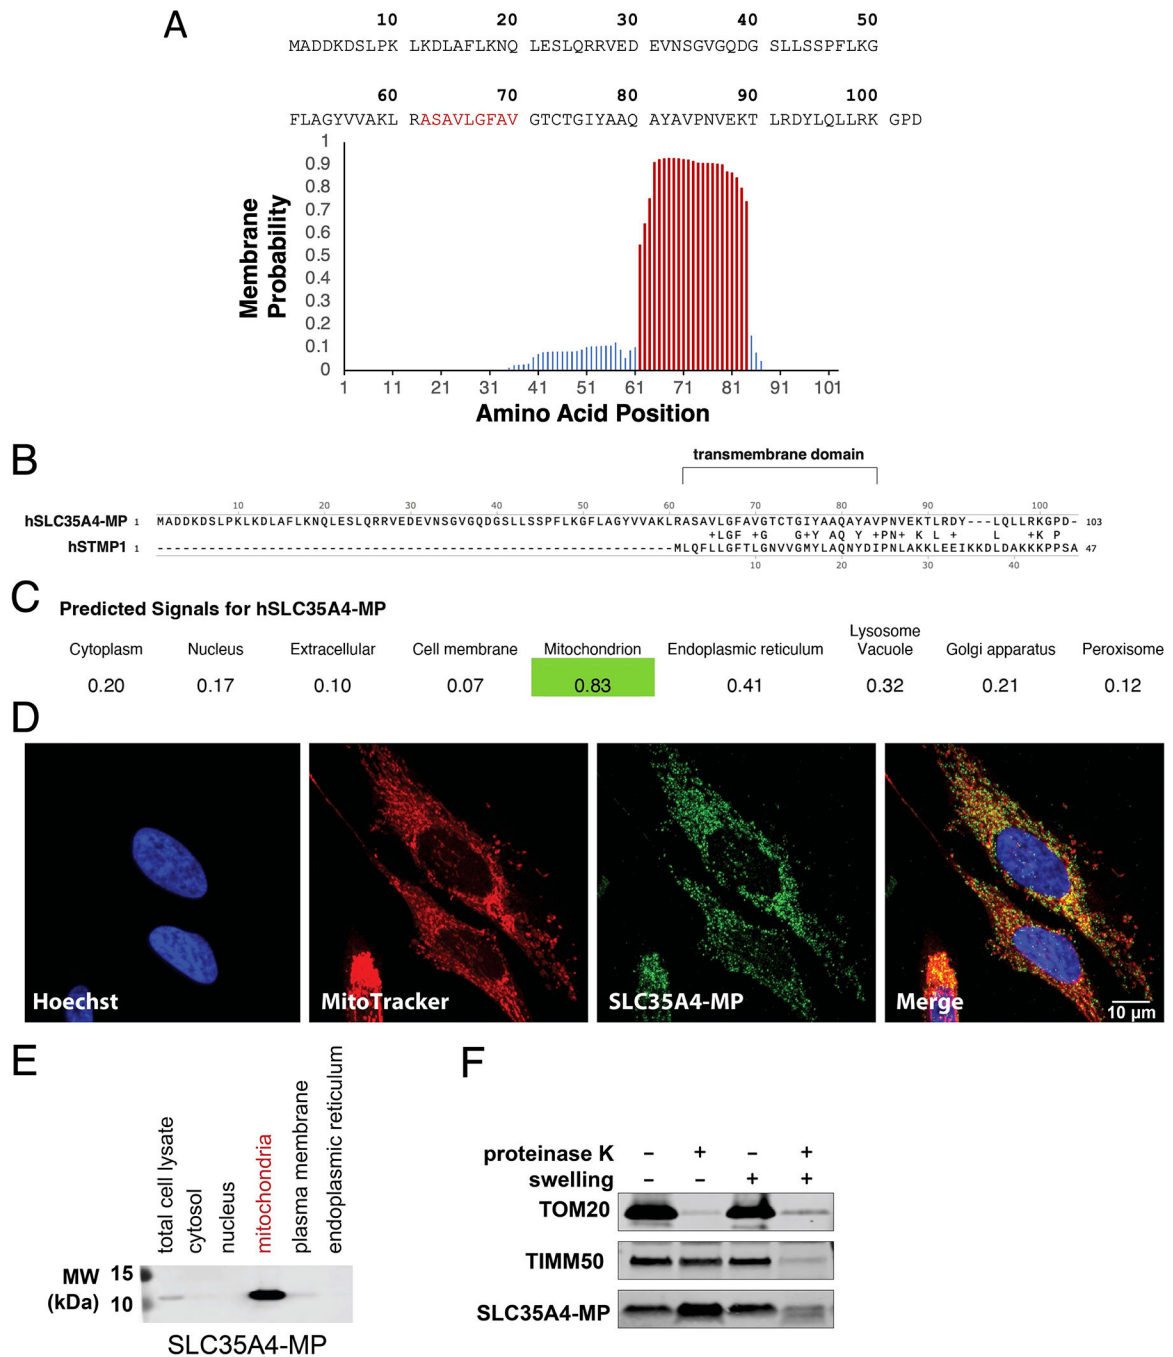 A
10 20 30 40 50
MADDKDSLPK LKDLAFLKNQ LESLQRRVED EVNSGVGQDG SLLSSPFLKG
60 70 80 90 100
FLAGYVVAKL RASAVLGFAV GTCTGIYAAQ AYAVPNVEKT LRDYLQLLRK GPD
Membrane
Probability
1
0.9
0.8
0.7
0.6
0.5
0.4
0.3
0.2
0.1
0
1 11 21 31 41 51 61 71 81 91 101
Amino Acid Position
B
transmembrane domain
10 20 30 40 50 60 70 80 90 100
hSLC35A4-MP 1 MADDKDSLPKLKDLAFLKNQLESLQRRVEDEVNSGVGQDGSLLSSPFLKGFLAGYVVAKLRASAVLGFAVGTCTGIYAAQAYAVPNVEKTLRDY---LQLLRKGPD- 103
+LGF +G G+Y AQ Y +PN+ K L + L +K P
hSTMP1 1 ------------------------------------------------------------MLQFLLGFTLGNVVGMYLAQNYDIPNLAKKLEEIKKDLDAKKKPPSA 47
10 20 30 40
C
Predicted Signals for hSLC35A4-MP
Cytoplasm Nucleus Extracellular Cell membrane Mitochondrion Endoplasmic reticulum Lysosome Vacuole Golgi apparatus Peroxisome
0.20 0.17 0.10 0.07 0.83 0.41 0.32 0.21 0.12
D
Hoechst MitoTracker SLC35A4-MP Merge 10 µm
E
total cell lysate
cytosol
nucleus
mitochondria
plasma membrane
endoplasmic reticulum
MW
(kDa)
15
10
SLC35A4-MP
F
proteinase K – + – +
swelling – – + +
TOM20
TIMM50
SLC35A4-MP